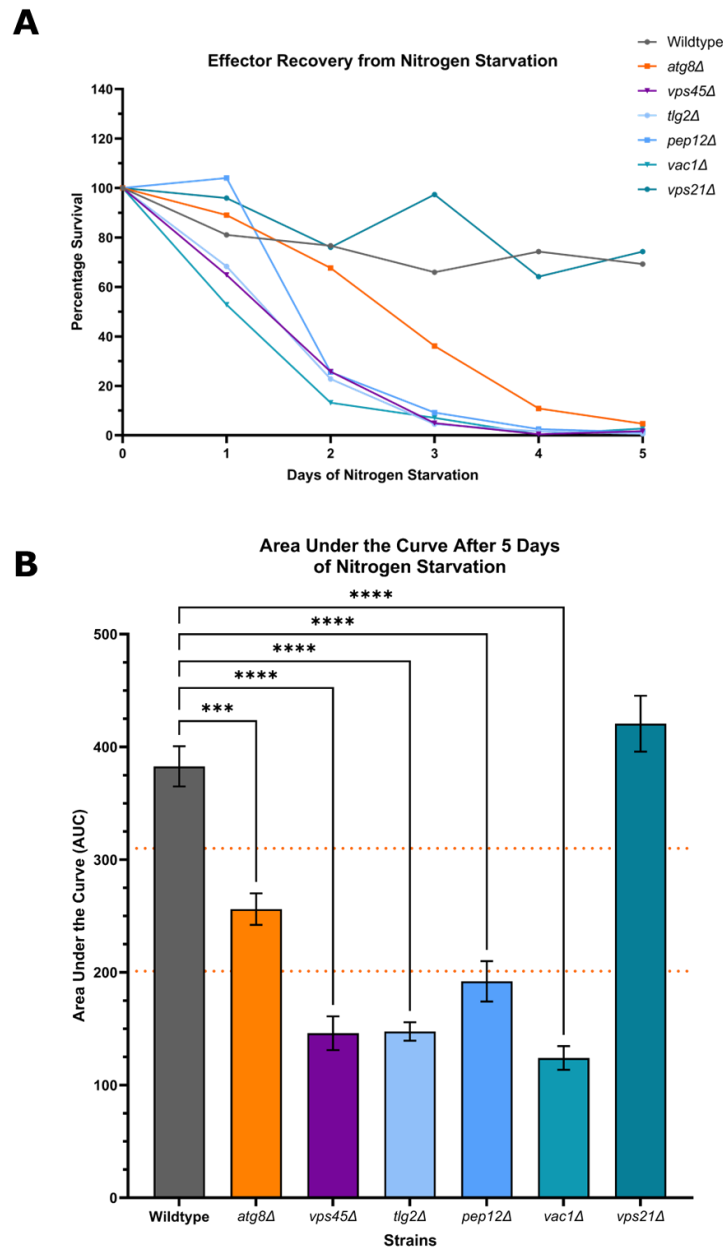 A
Effector Recovery from Nitrogen Starvation
Wildtype
atg8Δ
vps45Δ
tlg2Δ
pep12Δ
vac1Δ
vps21Δ
Percentage Survival
140
120
100
80
60
40
20
0
0 1 2 3 4 5
Days of Nitrogen Starvation
B
Area Under the Curve After 5 Days
of Nitrogen Starvation
****
****
****
****
***
Area Under the Curve (AUC)
500
400
300
200
100
0
Wildtype atg8Δ vps45Δ tlg2Δ pep12Δ vac1Δ vps21Δ
Strains